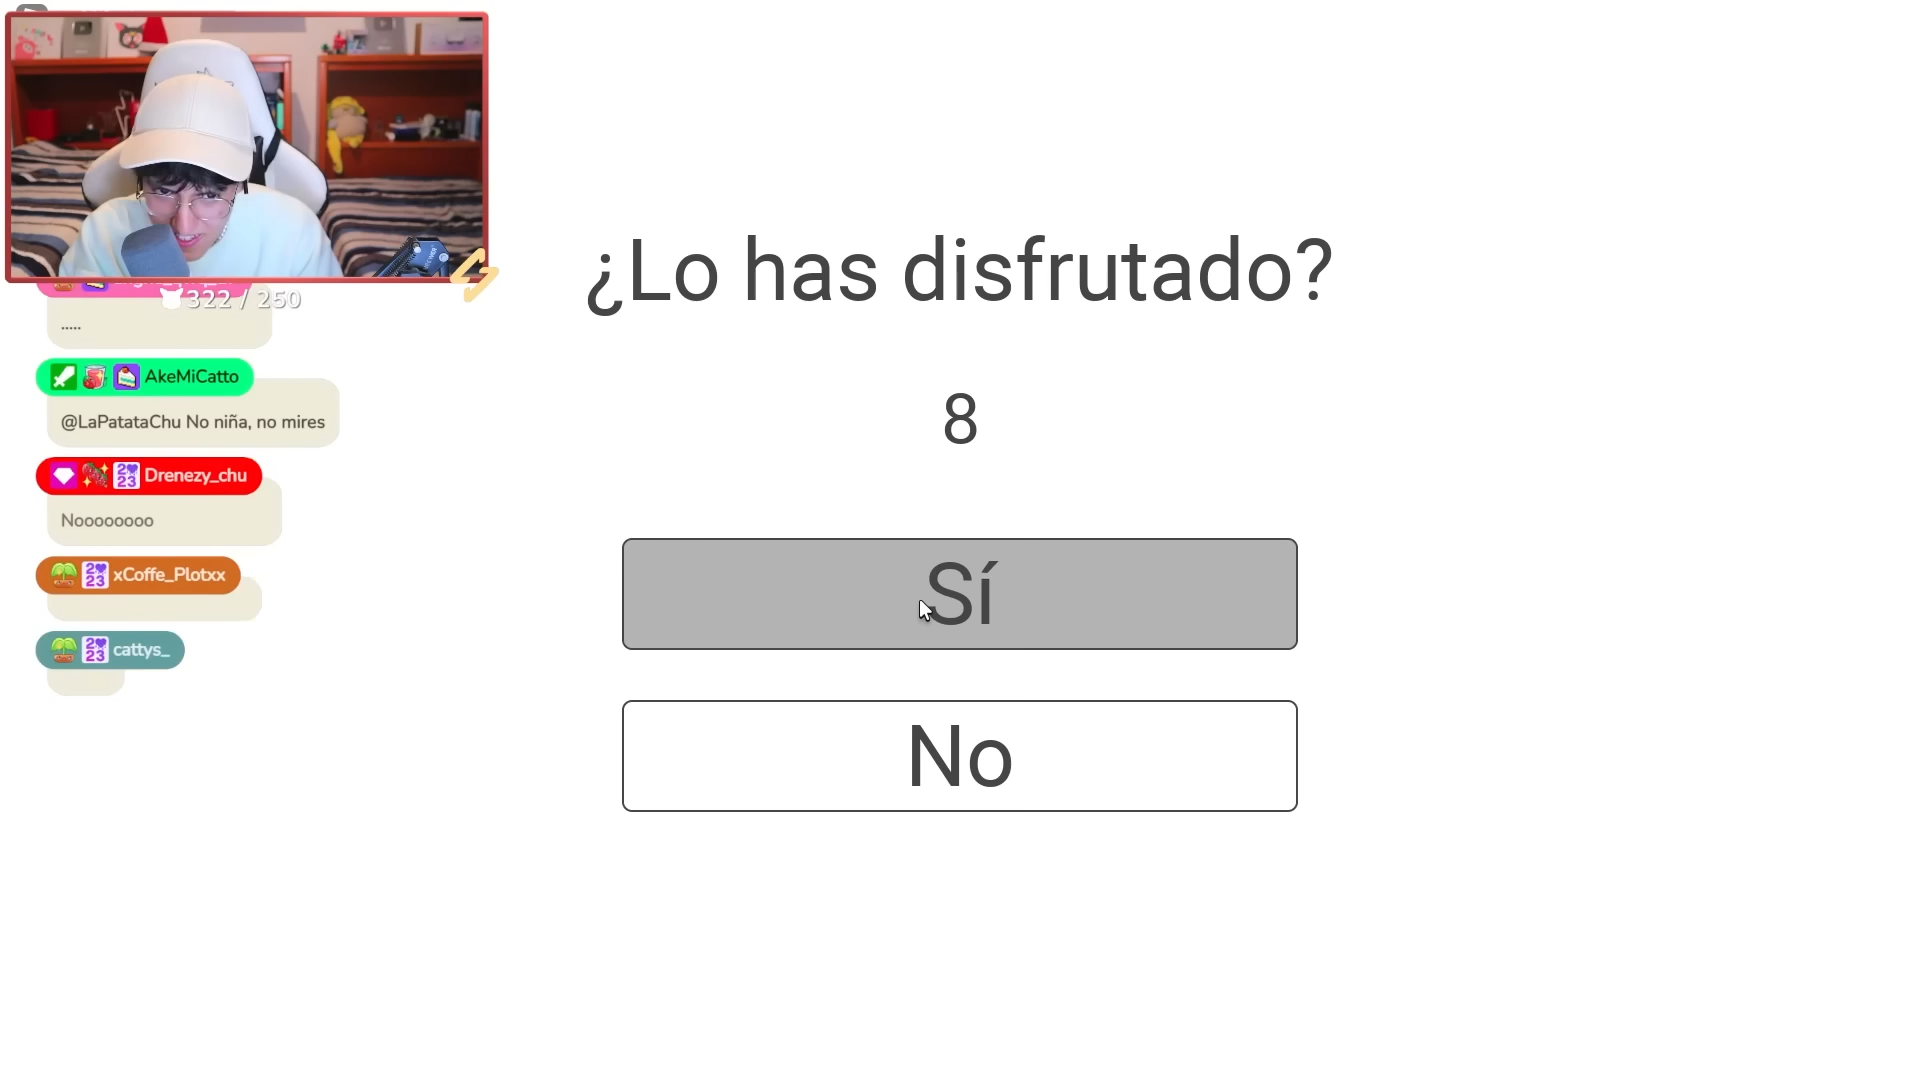 322 / 250
.....
AkeMiCatto
@LaPatataChu No niña, no mires
Drenezy_chu
Noooooooo
xCoffe_Plotxx
cattys_
¿Lo has disfrutado?
8
Sí
No